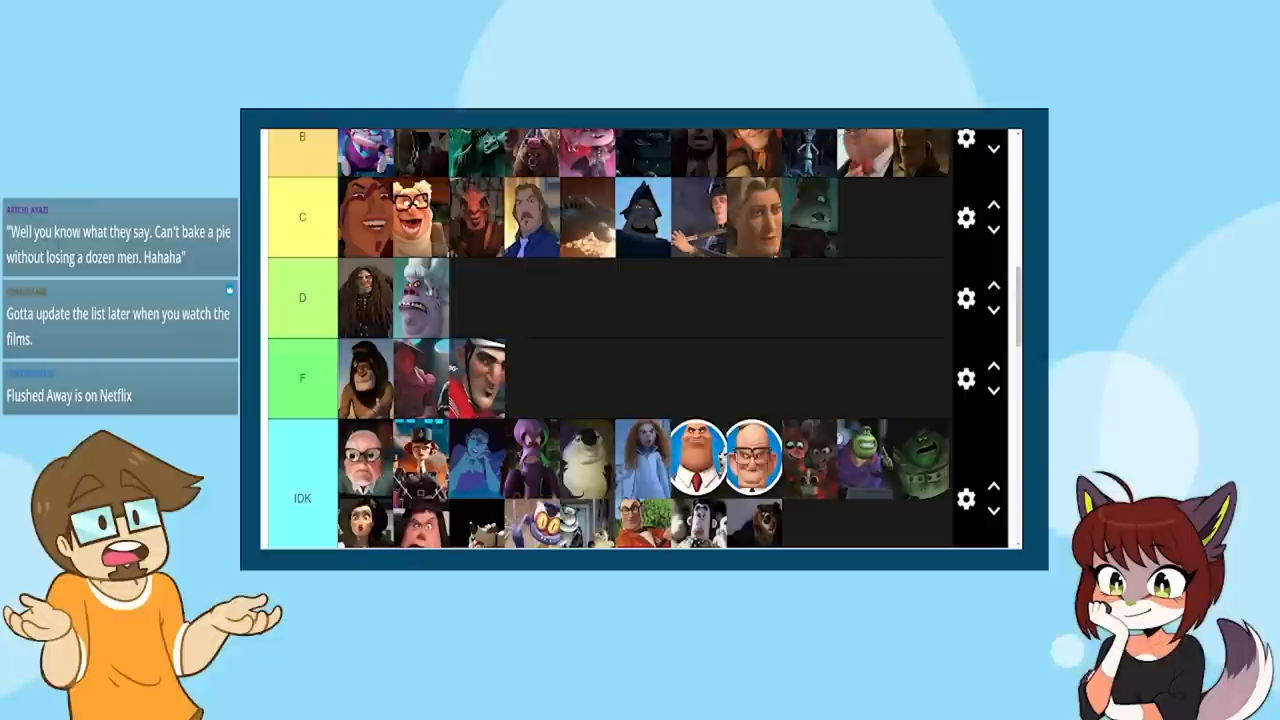 "Well you know what they say. Can't bake a pie
without losing a dozen men. Hahaha"
Gotta update the list later when you watch the
films.
Flushed Away is on Netflix
B
C
D
F
IDK